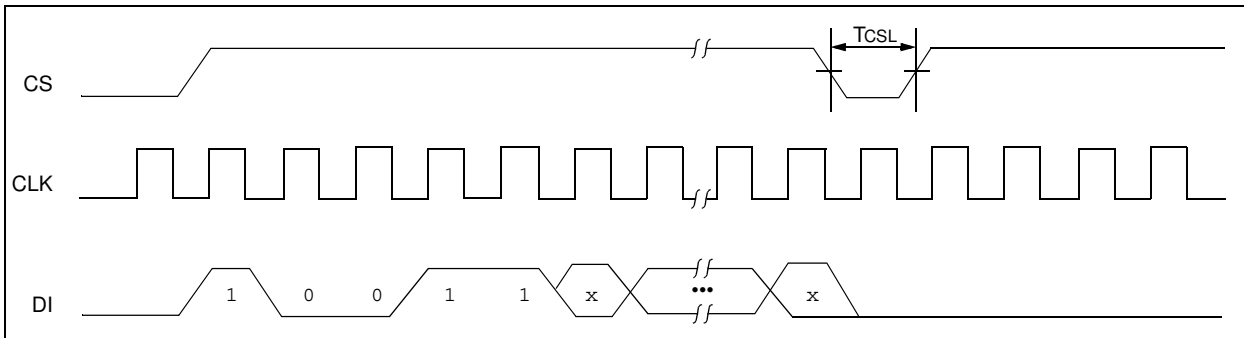 TCSL
CS
CLK
DI
1 0 0 1 1 x ••• x